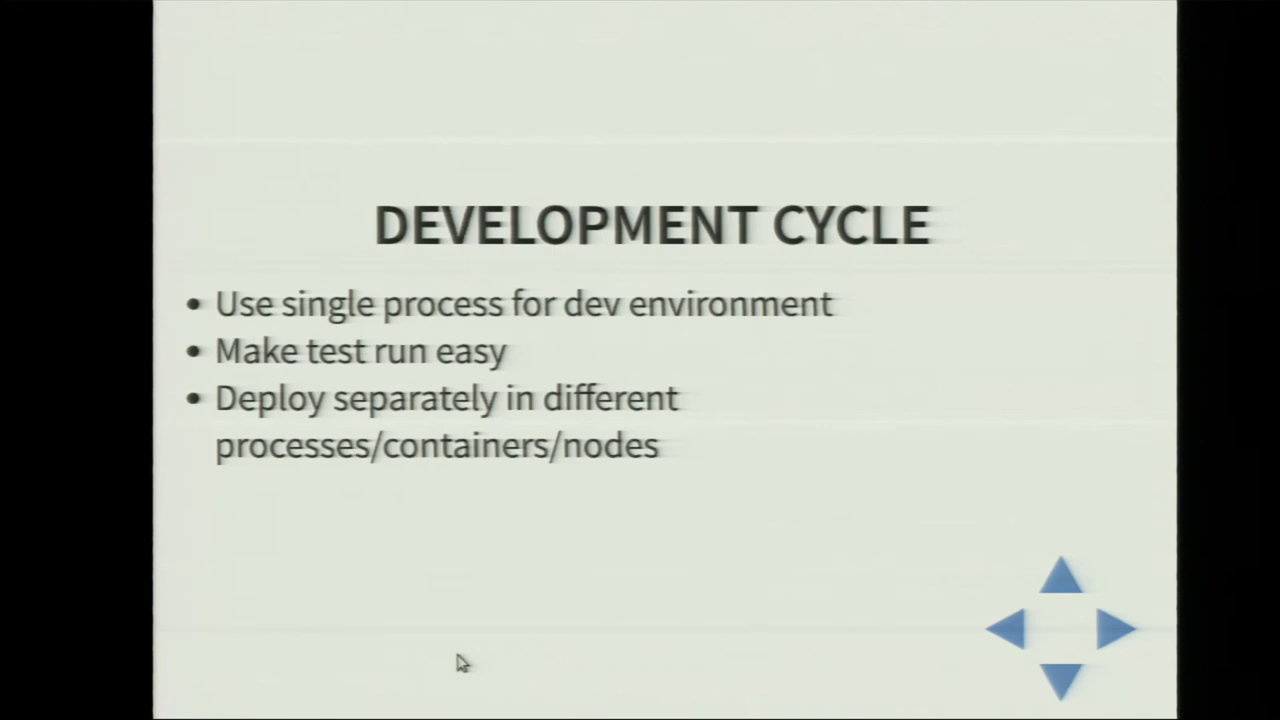 DEVELOPMENT CYCLE
• Use single process for dev environment
• Make test run easy
• Deploy separately in different
processes/containers/nodes